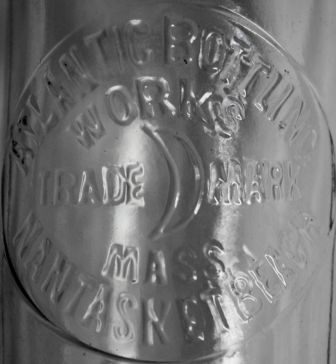 ATLANTIC BOTTLING
WORKS
TRADE MARK
MASS.
NANTASKET BEACH